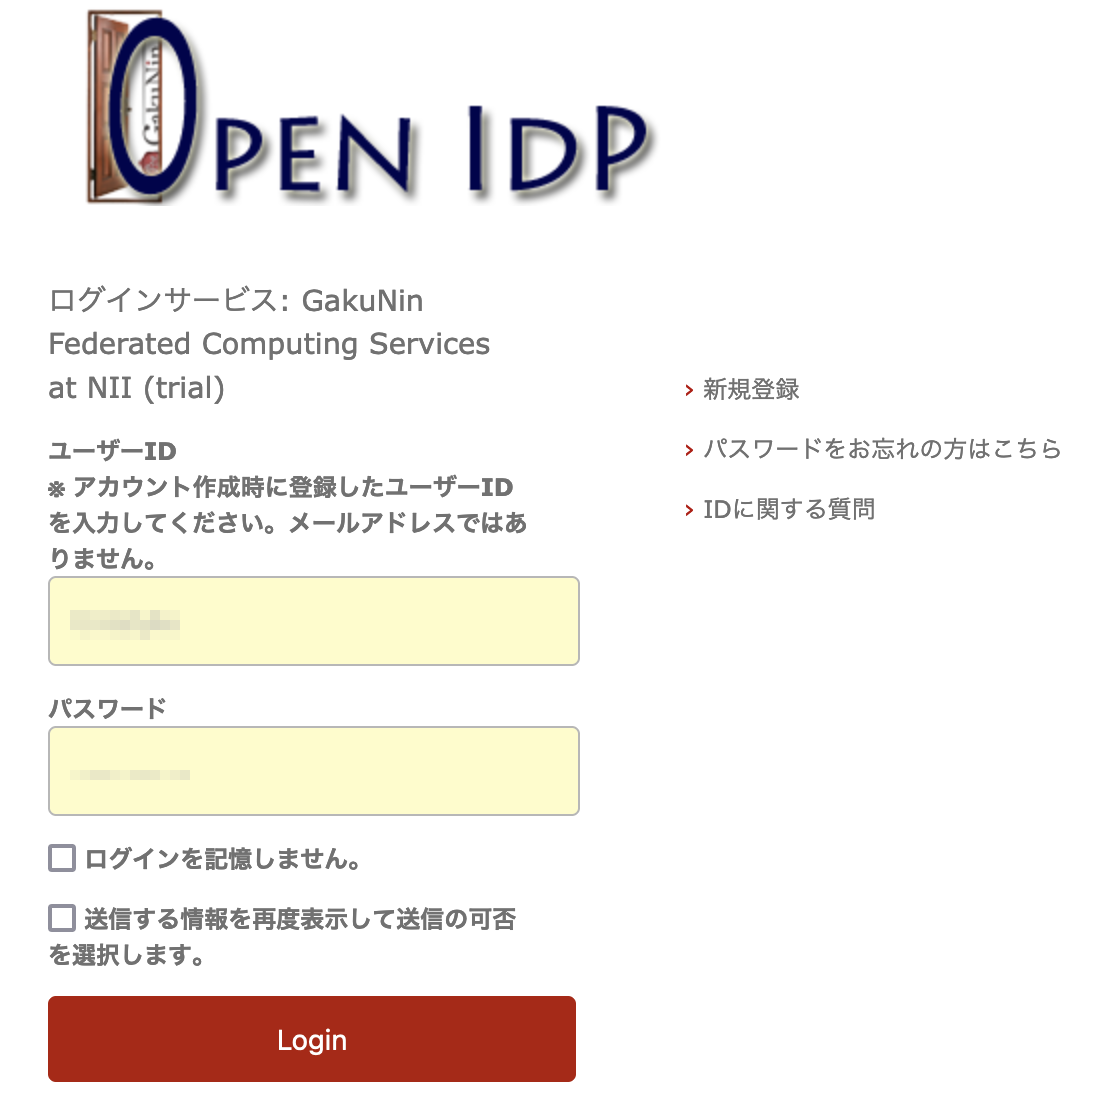 GakuNin
OPEN IDP
ログインサービス: GakuNin
Federated Computing Services
at NII (trial)
ユーザーID
※ アカウント作成時に登録したユーザーID
を入力してください。メールアドレスではあ
りません。
パスワード
ログインを記憶しません。
送信する情報を再度表示して送信の可否
を選択します。
Login
› 新規登録
› パスワードをお忘れの方はこちら
› IDに関する質問